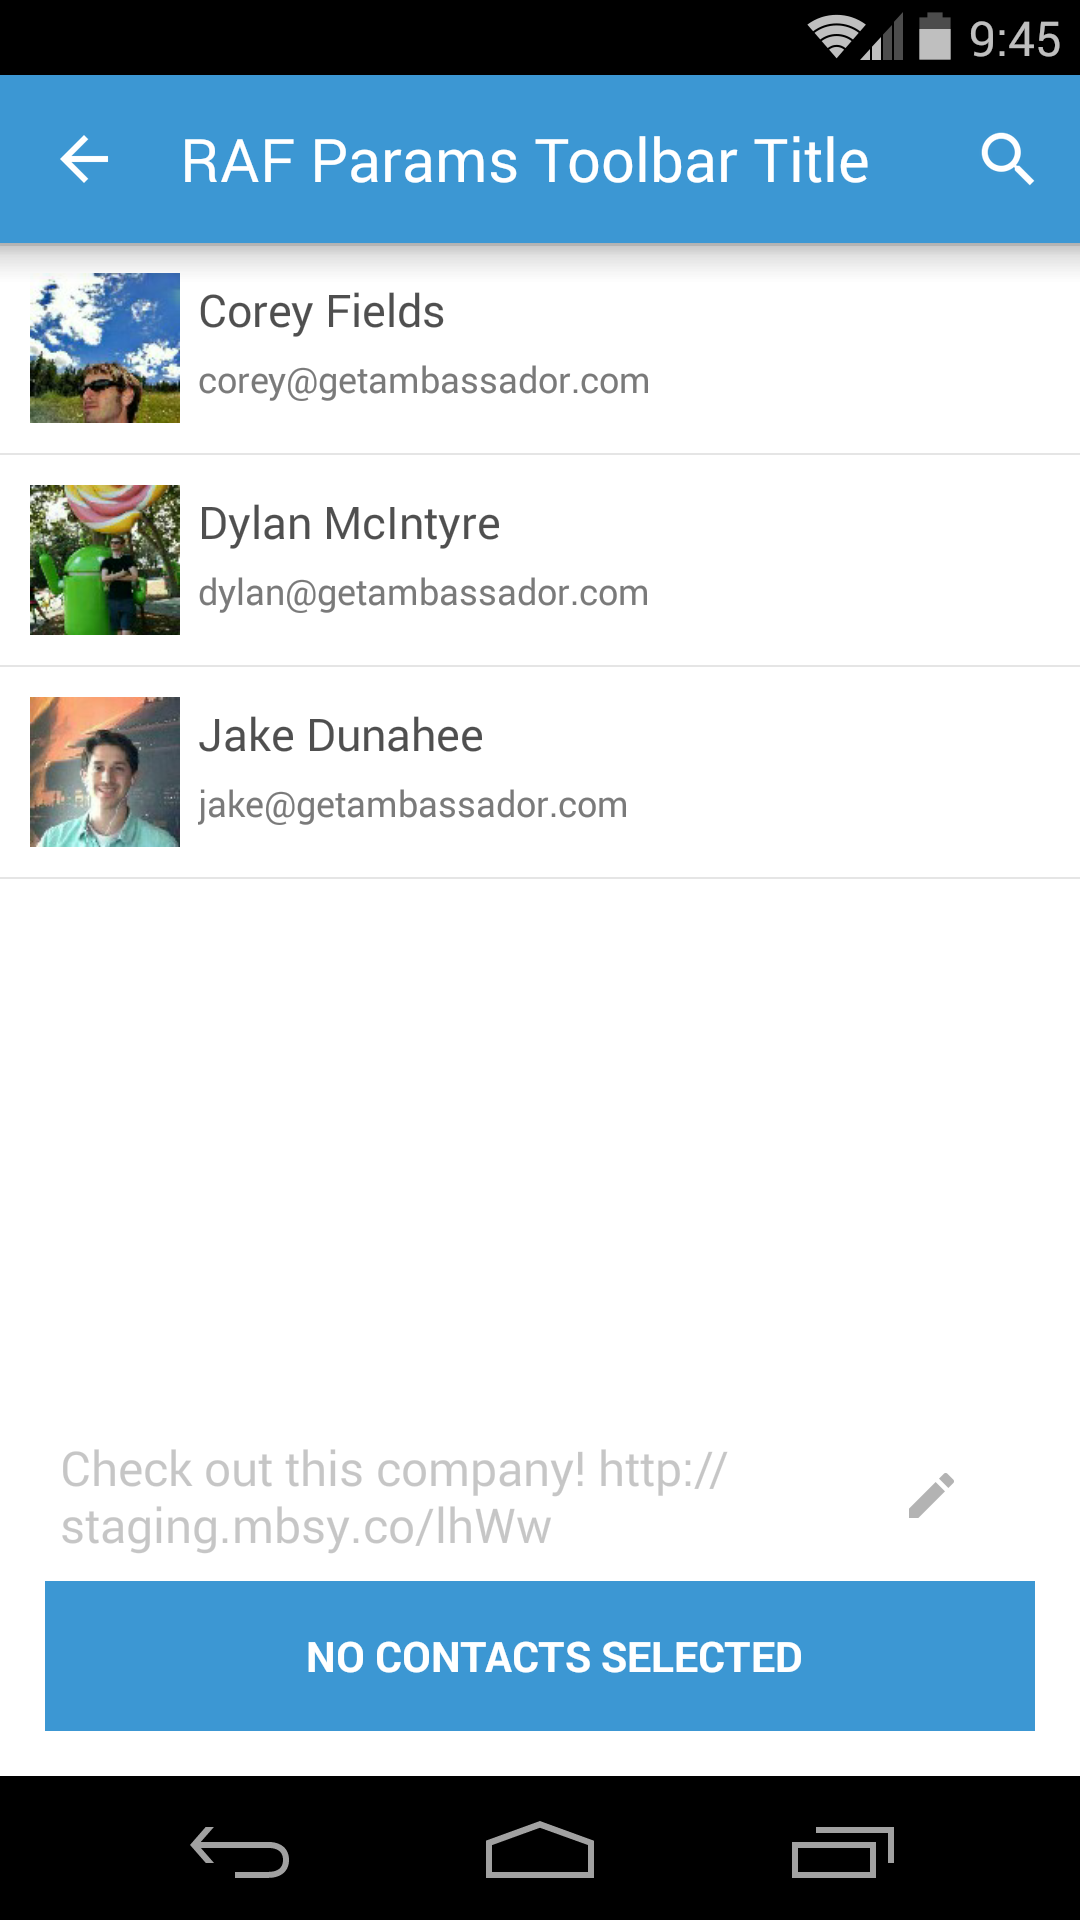 9:45
RAF Params Toolbar Title
Corey Fields
corey@getambassador.com
Dylan McIntyre
dylan@getambassador.com
Jake Dunahee
jake@getambassador.com
Check out this company! http://
staging.mbsy.co/lhWw
NO CONTACTS SELECTED